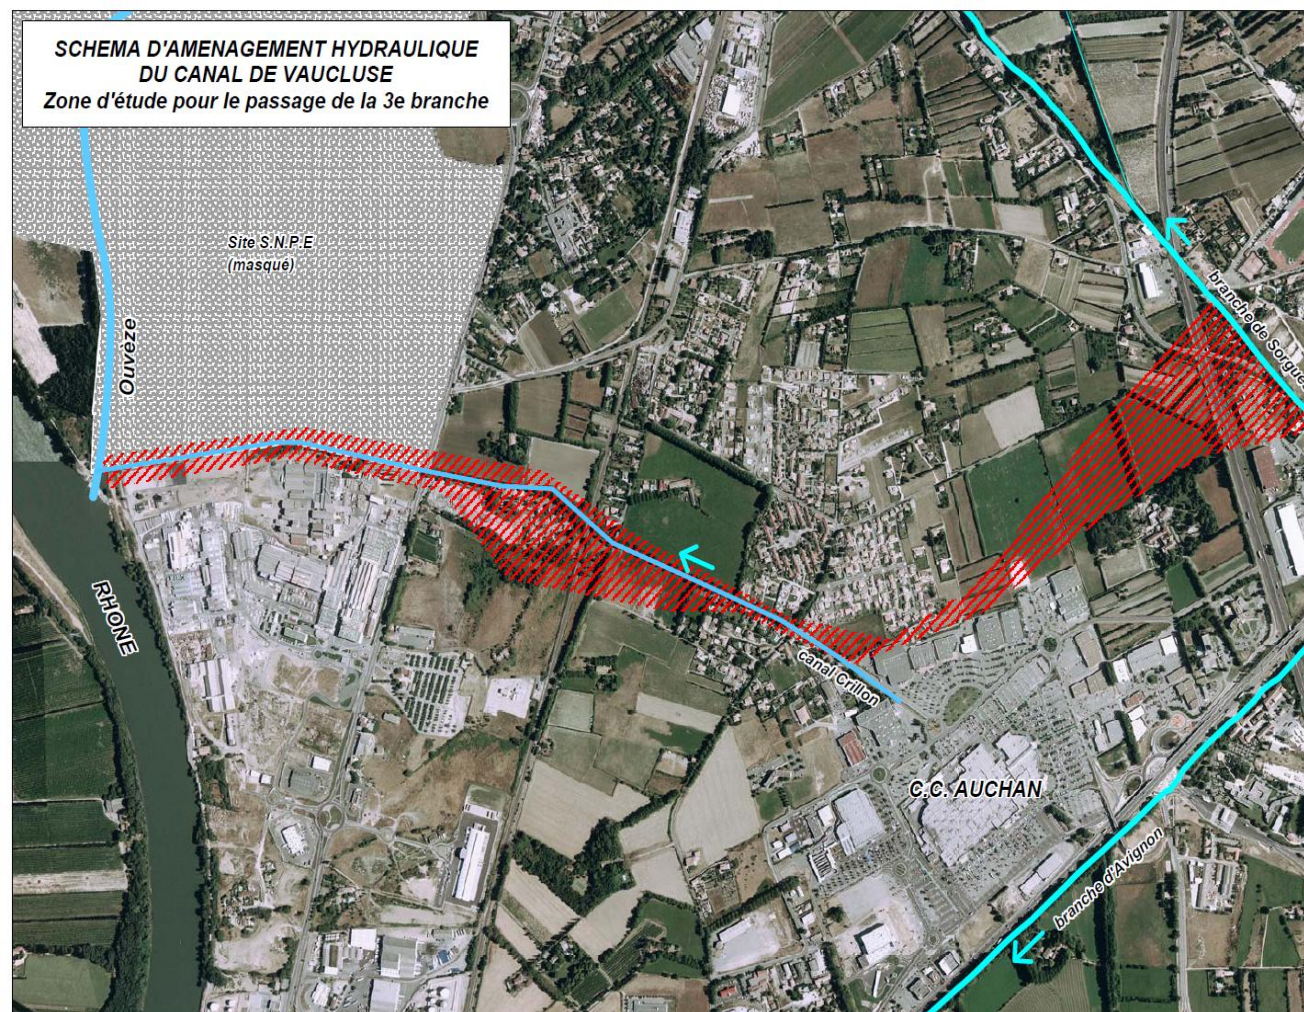 SCHEMA D'AMENAGEMENT HYDRAULIQUE
DU CANAL DE VAUCLUSE
Zone d'étude pour le passage de la 3e branche
Site S.N.P.E
(masqué)
Ouveze
branche de Sorgue
RHONE
canal Crillon
C.C. AUCHAN
branche d'Avignon